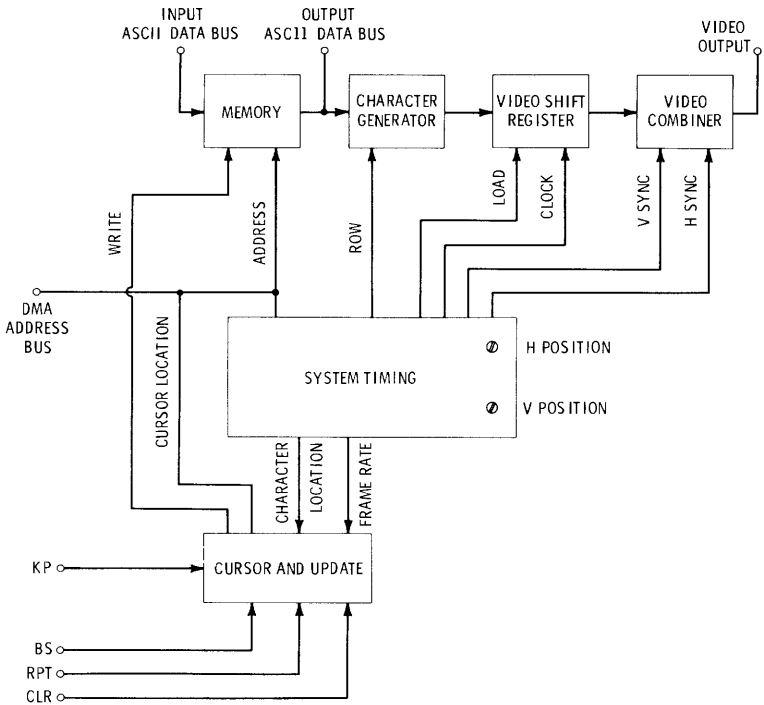 INPUT
ASCII DATA BUS
OUTPUT
ASCII DATA BUS
VIDEO
OUTPUT
MEMORY
CHARACTER
GENERATOR
VIDEO SHIFT
REGISTER
VIDEO
COMBINER
WRITE
ADDRESS
ROW
LOAD
CLOCK
V SYNC
H SYNC
DMA
ADDRESS
BUS
CURSOR LOCATION
SYSTEM TIMING
H POSITION
V POSITION
CHARACTER
LOCATION
FRAME RATE
KP
CURSOR AND UPDATE
BS
RPT
CLR